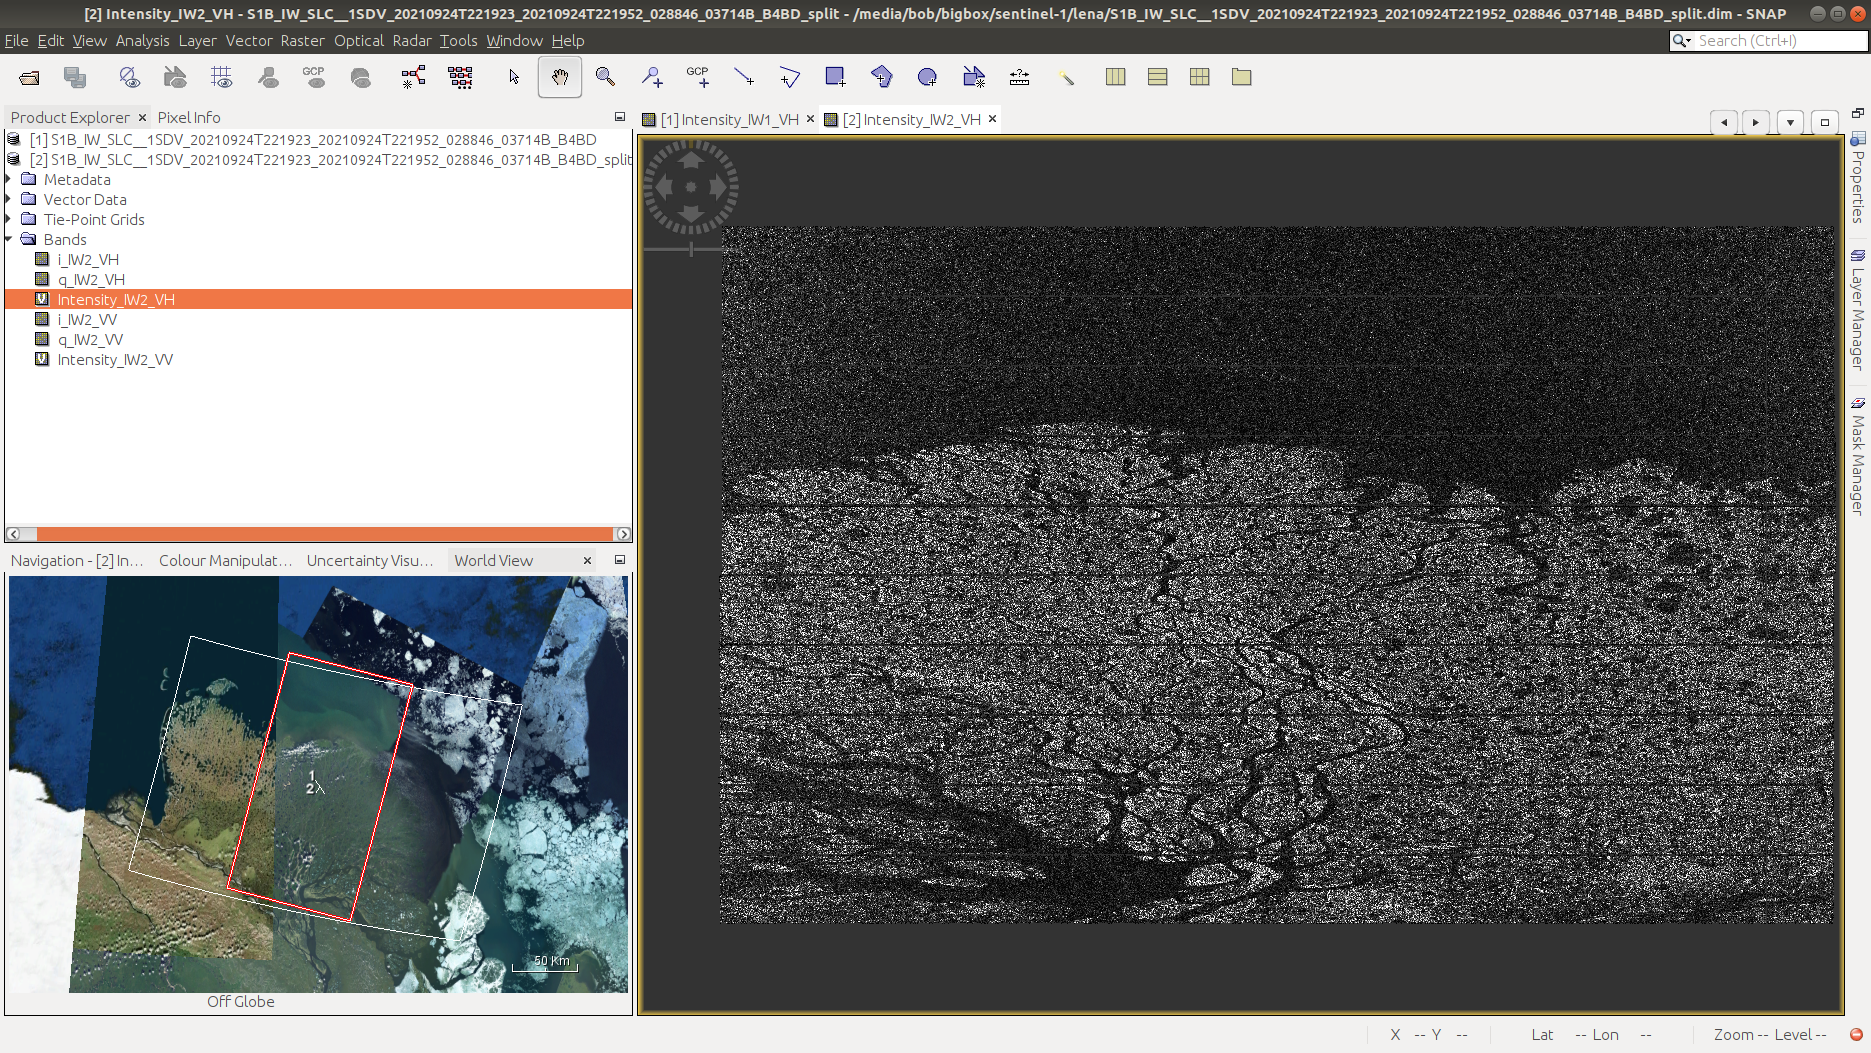 [2] Intensity_IW2_VH - S1B_IW_SLC__1SDV_20210924T221923_20210924T221952_028846_03714B_B4BD_split - /media/bob/bigbox/sentinel-1/lena/S1B_IW_SLC__1SDV_20210924T221923_20210924T221952_028846_03714B_B4BD_split.dim - SNAP
File Edit View Analysis Layer Vector Raster Optical Radar Tools Window Help
Search (Ctrl+I)
GCP
GCP
Product Explorer
Pixel Info
[1] S1B_IW_SLC__1SDV_20210924T221923_20210924T221952_028846_03714B_B4BD
[2] S1B_IW_SLC__1SDV_20210924T221923_20210924T221952_028846_03714B_B4BD_split
Metadata
Vector Data
Tie-Point Grids
Bands
i_IW2_VH
q_IW2_VH
Intensity_IW2_VH
i_IW2_VV
q_IW2_VV
Intensity_IW2_VV
[1] Intensity_IW1_VH
[2] Intensity_IW2_VH
Properties
Layer Manager
Mask Manager
Navigation - [2] In...
Colour Manipulat...
Uncertainty Visu...
World View
1
2
50 Km
Off Globe
X -- Y --
Lat -- Lon --
Zoom -- Level --